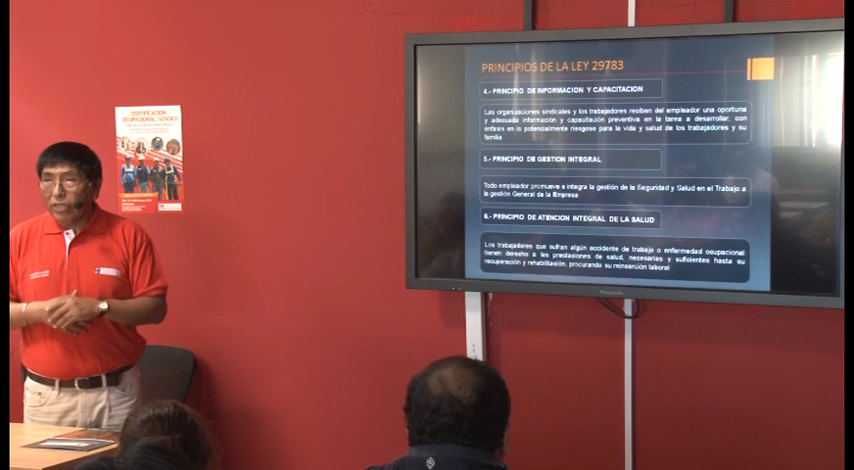 CERTIFICACIÓN
OCUPACIONAL SENCICO
PRINCIPIOS DE LA LEY 29783
4.- PRINCIPIO DE INFORMACION Y CAPACITACION
Las organizaciones sindicales y los trabajadores reciben del empleador una oportuna
y adecuada información y capacitación preventiva en la tarea a desarrollar, con
énfasis en lo potencialmente riesgoso para la vida y salud de los trabajadores y su
familia
5.- PRINCIPIO DE GESTION INTEGRAL
Todo empleador promueve e integra la gestión de la Seguridad y Salud en el Trabajo a
la gestión General de la Empresa
6.- PRINCIPIO DE ATENCION INTEGRAL DE LA SALUD
Los trabajadores que sufran algún accidente de trabajo o enfermedad ocupacional
tienen derecho a las prestaciones de salud, necesarias y suficientes hasta su
recuperación y rehabilitación, procurando su reinserción laboral
Panasonic